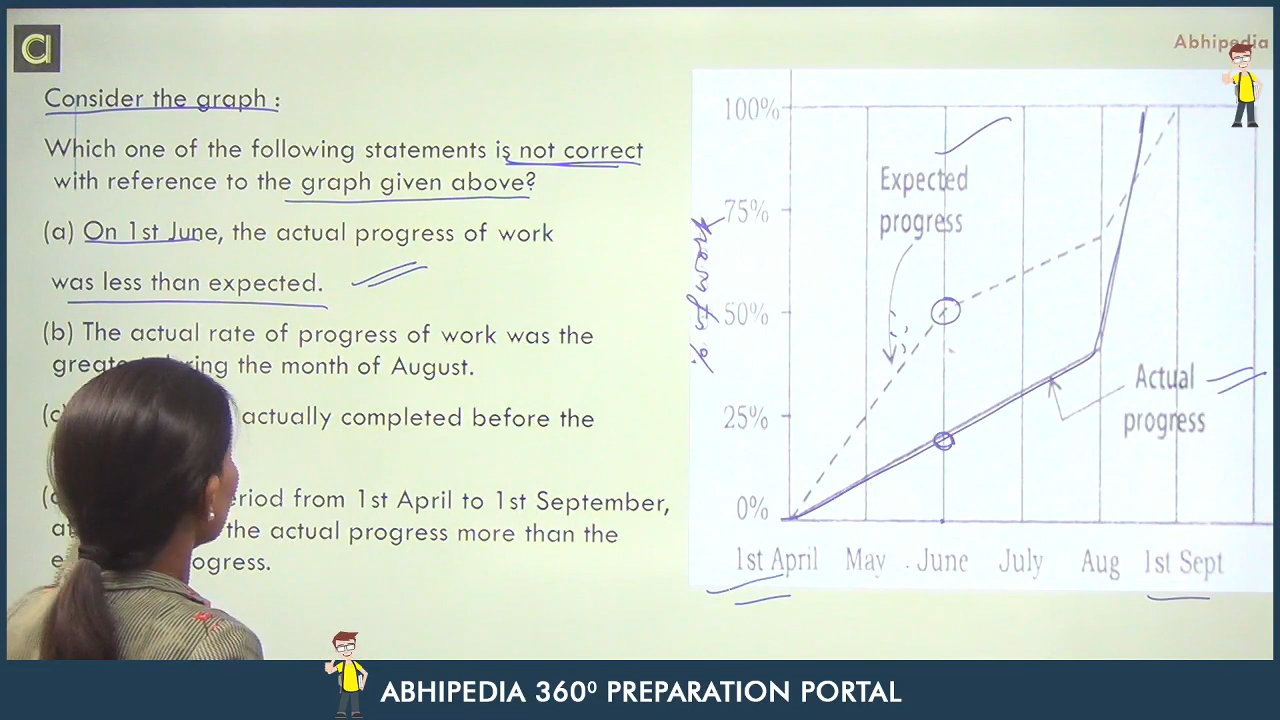 Abhipedia
Consider the graph :
Which one of the following statements is not correct
with reference to the graph given above?
(a) On 1st June, the actual progress of work
was less than expected.
(b) The actual rate of progress of work was the
ing the month of August.
actually completed before the
riod from 1st April to 1st September,
the actual progress more than the
ogress.
100%
75%
50%
25%
0%
Expected
progress
Actual
progress
1st April May June July Aug 1st Sept
ABHIPEDIA 360⁰ PREPARATION PORTAL